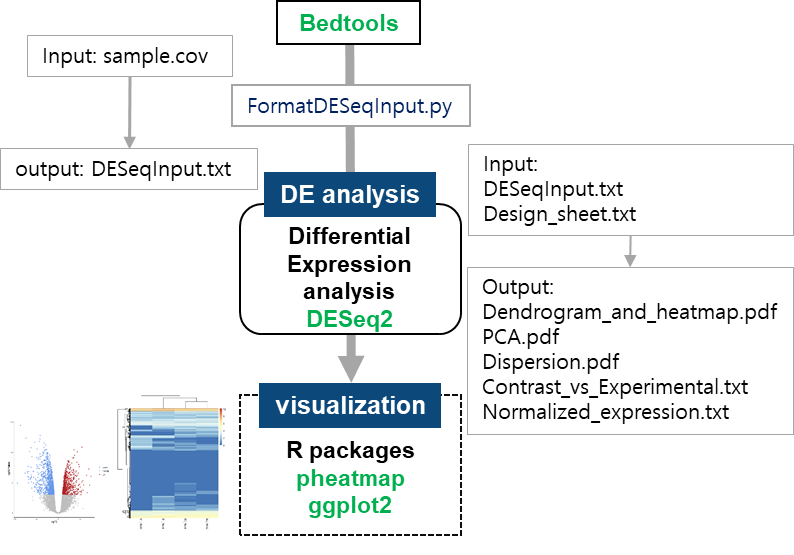 Bedtools
Input: sample.cov
FormatDESeqInput.py
output: DESeqInput.txt
DE analysis
Differential
Expression
analysis
DESeq2
Input:
DESeqInput.txt
Design_sheet.txt
Output:
Dendrogram_and_heatmap.pdf
PCA.pdf
Dispersion.pdf
Contrast_vs_Experimental.txt
Normalized_expression.txt
visualization
R packages
pheatmap
ggplot2